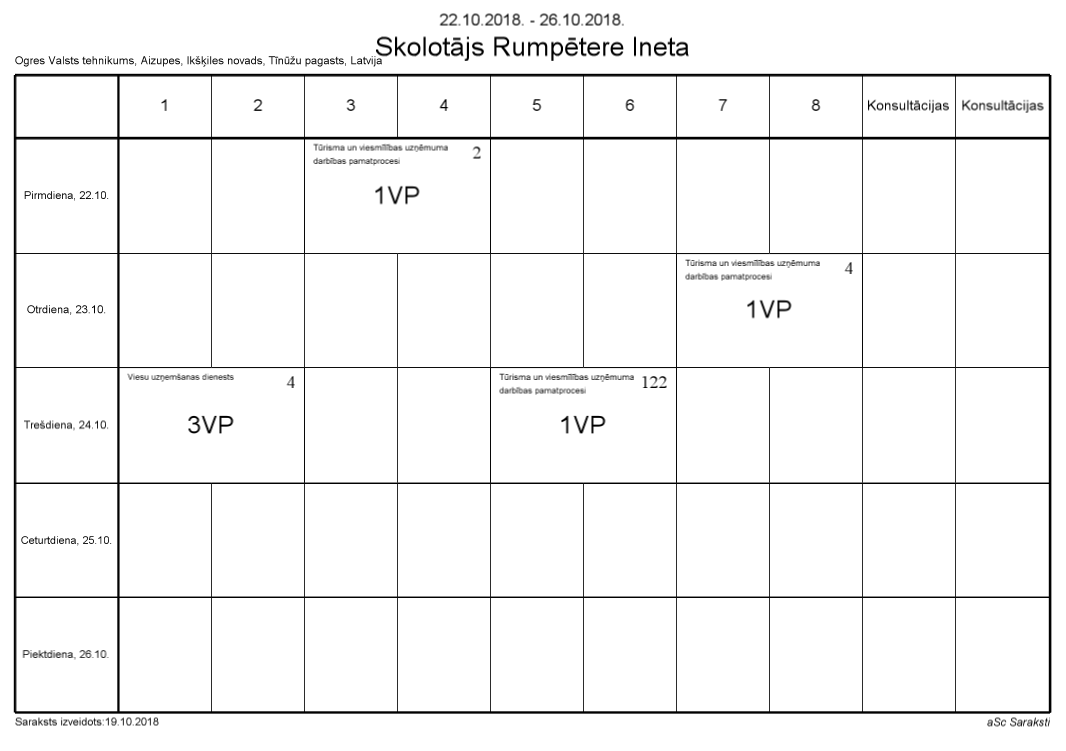 22.10.2018. - 26.10.2018.
Skolotājs Rumpētere Ineta
Ogres Valsts tehnikums, Aizupes, Ikšķiles novads, Tīnūžu pagasts, Latvija
1 2 3 4 5 6 7 8 Konsultācijas Konsultācijas
Pirmdiena, 22.10.
Tūrisma un viesmīlības uzņēmuma
darbības pamatprocesi
2
1VP
Otrdiena, 23.10.
Tūrisma un viesmīlības uzņēmuma
darbības pamatprocesi
4
1VP
Trešdiena, 24.10.
Viesu uzņemšanas dienests
4
3VP
Tūrisma un viesmīlības uzņēmuma
darbības pamatprocesi
122
1VP
Ceturtdiena, 25.10.
Piektdiena, 26.10.
Saraksts izveidots:19.10.2018
aSc Saraksti